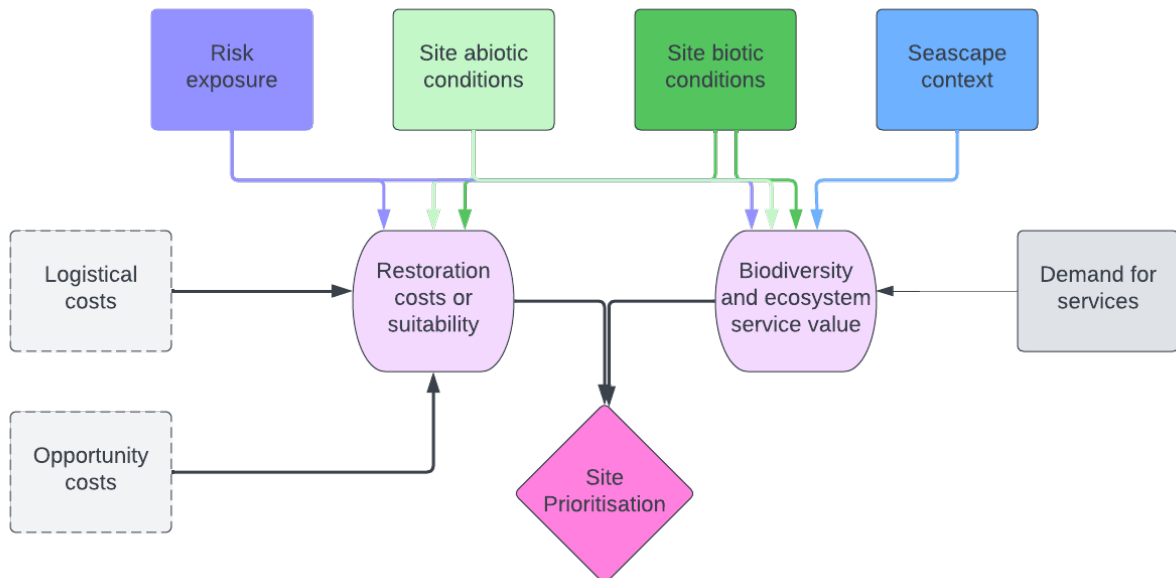 Risk
exposure
Site abiotic
conditions
Site biotic
conditions
Seascape
context
Logistical
costs
Restoration
costs or
suitability
Biodiversity
and ecosystem
service value
Demand for
services
Opportunity
costs
Site
Prioritisation